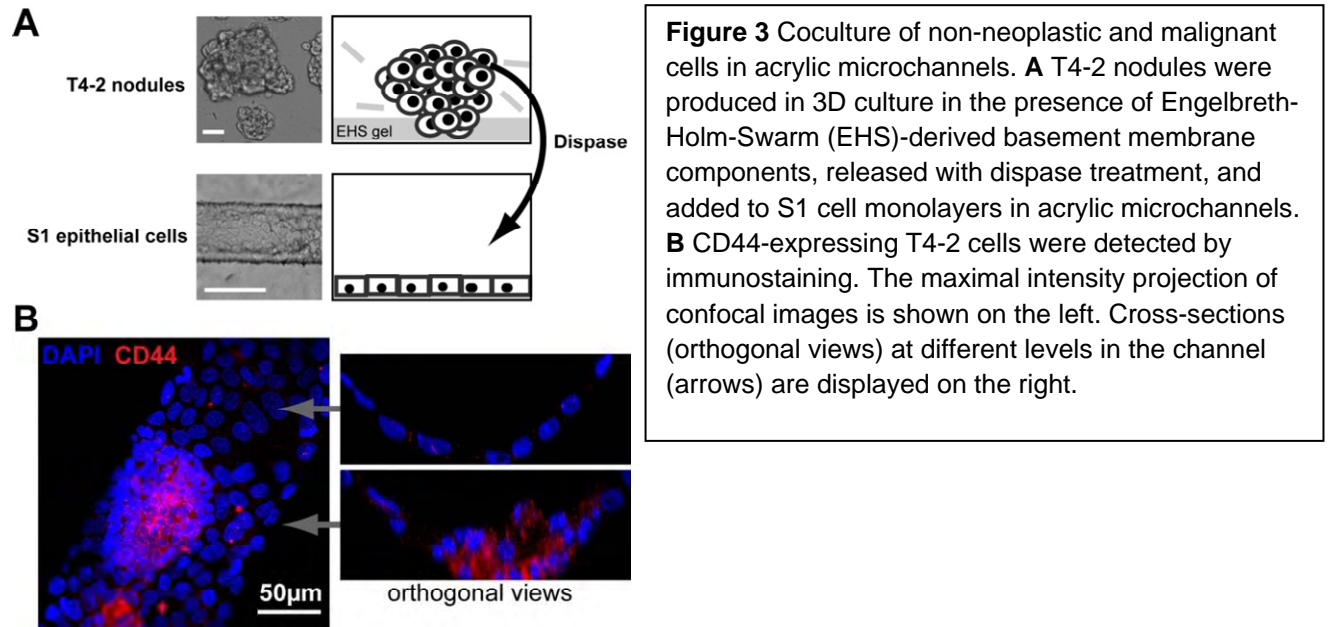 A
T4-2 nodules
EHS gel
Dispase
S1 epithelial cells
B
DAPI CD44
50µm
orthogonal views
Figure 3 Coculture of non-neoplastic and malignant
cells in acrylic microchannels. A T4-2 nodules were
produced in 3D culture in the presence of Engelbreth-
Holm-Swarm (EHS)-derived basement membrane
components, released with dispase treatment, and
added to S1 cell monolayers in acrylic microchannels.
B CD44-expressing T4-2 cells were detected by
immunostaining. The maximal intensity projection of
confocal images is shown on the left. Cross-sections
(orthogonal views) at different levels in the channel
(arrows) are displayed on the right.